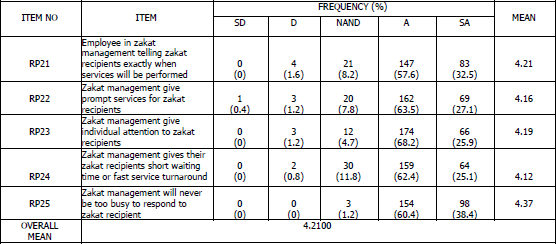 ITEM NO ITEM FREQUENCY (%) MEAN
SD D NAND A SA
RP21 Employee in zakat management telling zakat recipients exactly when services will be performed 0 (0) 4 (1.6) 21 (8.2) 147 (57.6) 83 (32.5) 4.21
RP22 Zakat management give prompt services for zakat recipients 1 (0.4) 3 (1.2) 20 (7.8) 162 (63.5) 69 (27.1) 4.16
RP23 Zakat management give individual attention to zakat recipients 0 (0) 3 (1.2) 12 (4.7) 174 (68.2) 66 (25.9) 4.19
RP24 Zakat management gives their zakat recipients short waiting time or fast service turnaround 0 (0) 2 (0.8) 30 (11.8) 159 (62.4) 64 (25.1) 4.12
RP25 Zakat management will never be too busy to respond to zakat recipient 0 (0) 0 (0) 3 (1.2) 154 (60.4) 98 (38.4) 4.37
OVERALL MEAN 4.2100